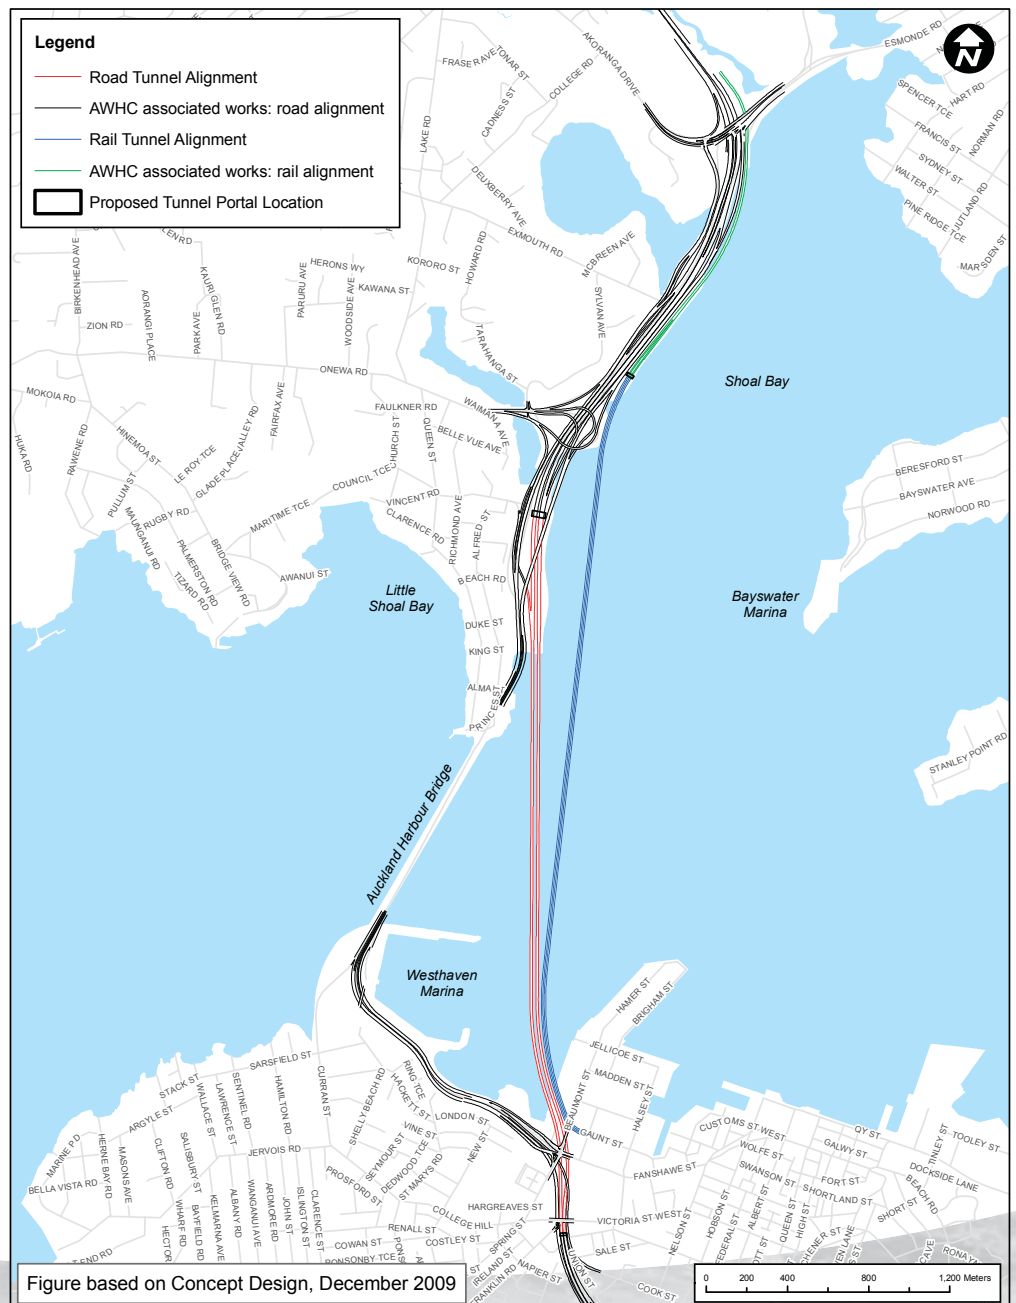 Legend
Road Tunnel Alignment
AWHC associated works: road alignment
Rail Tunnel Alignment
AWHC associated works: rail alignment
Proposed Tunnel Portal Location
N
ESMONDE RD
AKORANGA DRIVE
FRASER AVE
TONAR ST
COLLEGE RD
CADNESS ST
LAKE RD
SPENCER TCE
HART RD
NORMAN RD
FRANCIS ST
SYDNEY ST
WALTER ST
JUTLAND RD
PINE RIDGE TCE
MARSDEN ST
DEUXBERRY AVE
EXMOUTH RD
MCBREEN AVE
HOWARD RD
SYLVAN AVE
KORORO ST
HERONS WY
KAWANA ST
BIRKENHEAD AVE
KAURI GLEN RD
PARURU AVE
WOODSIDE AVE
AORANGI PLACE
PARK AVE
ZION RD
TARAHANGA ST
ONEWA RD
Shoal Bay
MOKOIA RD
FAULKNER RD
WAIMANA AVE
BELLE VUE AVE
CHURCH ST
QUEEN ST
FAIRFAX AVE
VALLEY RD
GLADE PLACE
LE ROY TCE
HINEMOA ST
HUKA RD
RAWENE RD
PULLUM ST
RUGBY RD
MAUNGANUI RD
MARITIME TCE
COUNCIL TCE
VINCENT RD
CLARENCE RD
RICHMOND AVE
ALFRED ST
BERESFORD ST
BAYSWATER AVE
NORWOOD RD
PALMERSTON RD
BRIDGE VIEW RD
TIZARD RD
AWANUI ST
BEACH RD
Little
Shoal Bay
Bayswater
Marina
DUKE ST
KING ST
ALMA
PRINCES ST
STANLEY POINT RD
Auckland Harbour Bridge
Westhaven
Marina
HAMER ST
BRIGHAM ST
JELLICOE ST
MADDEN ST
BEAUMONT ST
HALSEY ST
GAUNT ST
SARSFIELD ST
STACK ST
ARGYLE ST
WALLACE ST
LAWRENCE ST
SENTINEL RD
HAMILTON RD
CURRAN ST
SHELLY BEACH RD
RING TCE
HACKETT ST
LONDON ST
VINE ST
NEW ST
SEYMOUR ST
DEDWOOD TCE
ST MARYS RD
PROSFORD ST
JERVOIS RD
MARINE PD
HERNE BAY RD
MASONS AVE
CLIFTON RD
SALISBURY ST
BELLA VISTA RD
HECTOR
WHARF RD
BAYFIELD RD
KELMARNA AVE
ALBANY RD
WANGANUI AVE
ARDMORE RD
JOHN ST
ISLINGTON ST
CLARENCE ST
CUSTOMS ST WEST
WOLFE ST
SWANSON ST
FANSHAWE ST
QY ST
GALWY ST
FORT ST
SHORTLAND ST
TINLEY ST
TOOLEY ST
DOCKSIDE LANE
BEACH RD
SHORT ST
HARGREAVES ST
COLLEGE HILL
RENALL ST
COSTLEY ST
COWAN ST
PONSONBY TCE
SPRING ST
IRELAND ST
FRANKLIN RD
NAPIER ST
UNION ST
VICTORIA ST WEST
SALE ST
COOK ST
NELSON ST
HOBSON ST
FEDERAL ST
ALBERT ST
QUEEN ST
HIGH ST
Figure based on Concept Design, December 2009
0 200 400 800 1,200 Meters